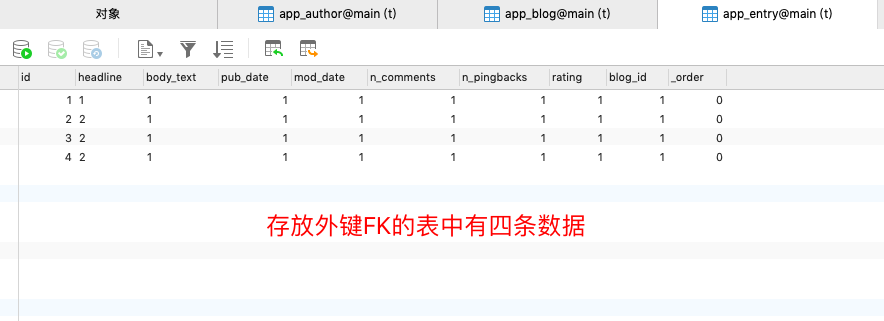 对象 app_author@main (t) app_blog@main (t) app_entry@main (t)
id headline body_text pub_date mod_date n_comments n_pingbacks rating blog_id _order
1 1 1 1 1 1 1 1 1 0
2 2 1 1 1 1 1 1 1 0
3 2 1 1 1 1 1 1 1 0
4 2 1 1 1 1 1 1 1 0
存放外键FK的表中有四条数据